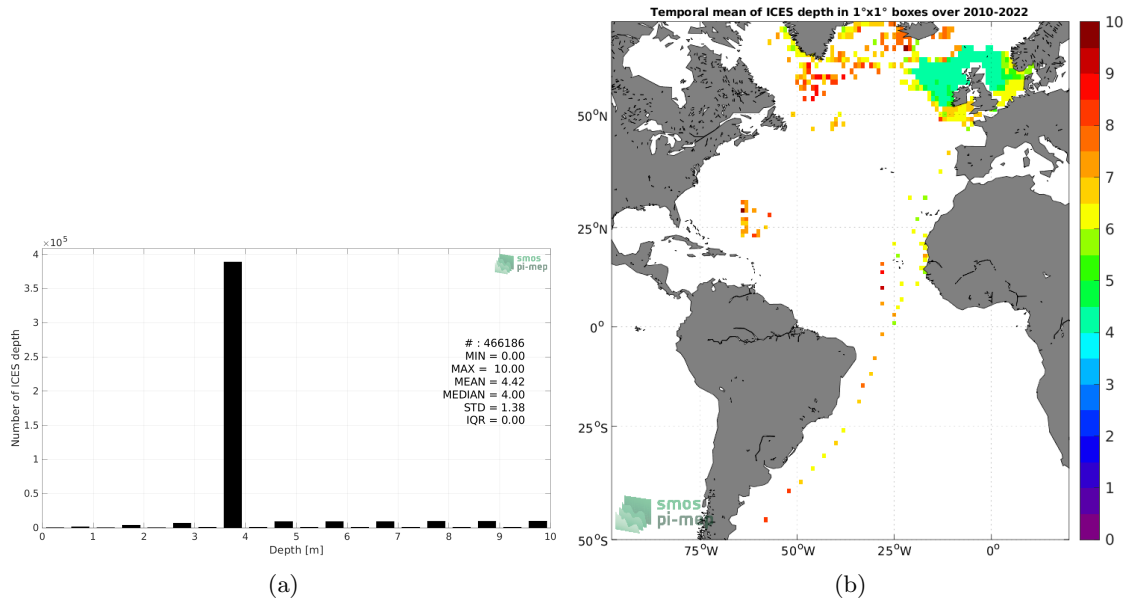 ×10⁵
4
3.5
3
2.5
2
1.5
1
0.5
0
Number of ICES depth
smos
pi-mep
# : 466186
MIN = 0.00
MAX = 10.00
MEAN = 4.42
MEDIAN = 4.00
STD = 1.38
IQR = 0.00
0 1 2 3 4 5 6 7 8 9 10
Depth [m]
(a)
Temporal mean of ICES depth in 1°x1° boxes over 2010-2022
50°N
25°N
0°
25°S
50°S
smos
pi-mep
75°W 50°W 25°W 0°
10
9
8
7
6
5
4
3
2
1
0
(b)